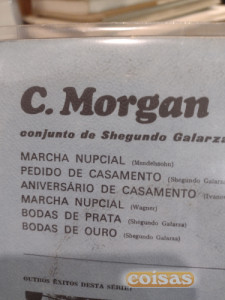 C. Morgan
conjunto de Shegundo Galarza
MARCHA NUPCIAL (Mendelssohn)
PEDIDO DE CASAMENTO (Shegundo Galarza
ANIVERSÁRIO DE CASAMENTO
MARCHA NUPCIAL (Wagner)
BODAS DE PRATA (Shegundo Galarza)
BODAS DE OURO (Shegundo Galarza)
OUTROS ÊXITOS DESTA SÉRIE:
coisas